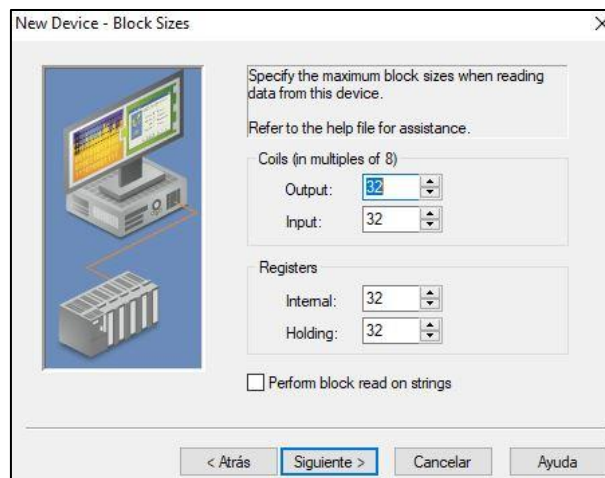 New Device - Block Sizes
Specify the maximum block sizes when reading
data from this device.
Refer to the help file for assistance.
Coils (in multiples of 8)
Output: 32
Input: 32
Registers
Internal: 32
Holding: 32
Perform block read on strings
< Atrás Siguiente > Cancelar Ayuda